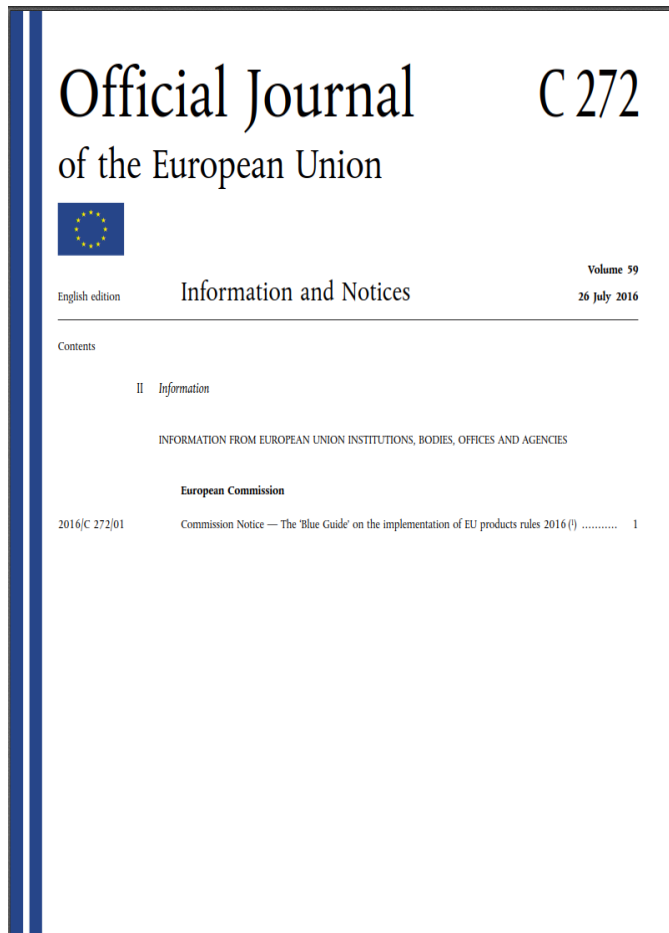 Official Journal C 272
of the European Union
Volume 59
English edition Information and Notices 26 July 2016
Contents
II Information
INFORMATION FROM EUROPEAN UNION INSTITUTIONS, BODIES, OFFICES AND AGENCIES
European Commission
2016/C 272/01 Commission Notice — The 'Blue Guide' on the implementation of EU products rules 2016 (¹) ........... 1